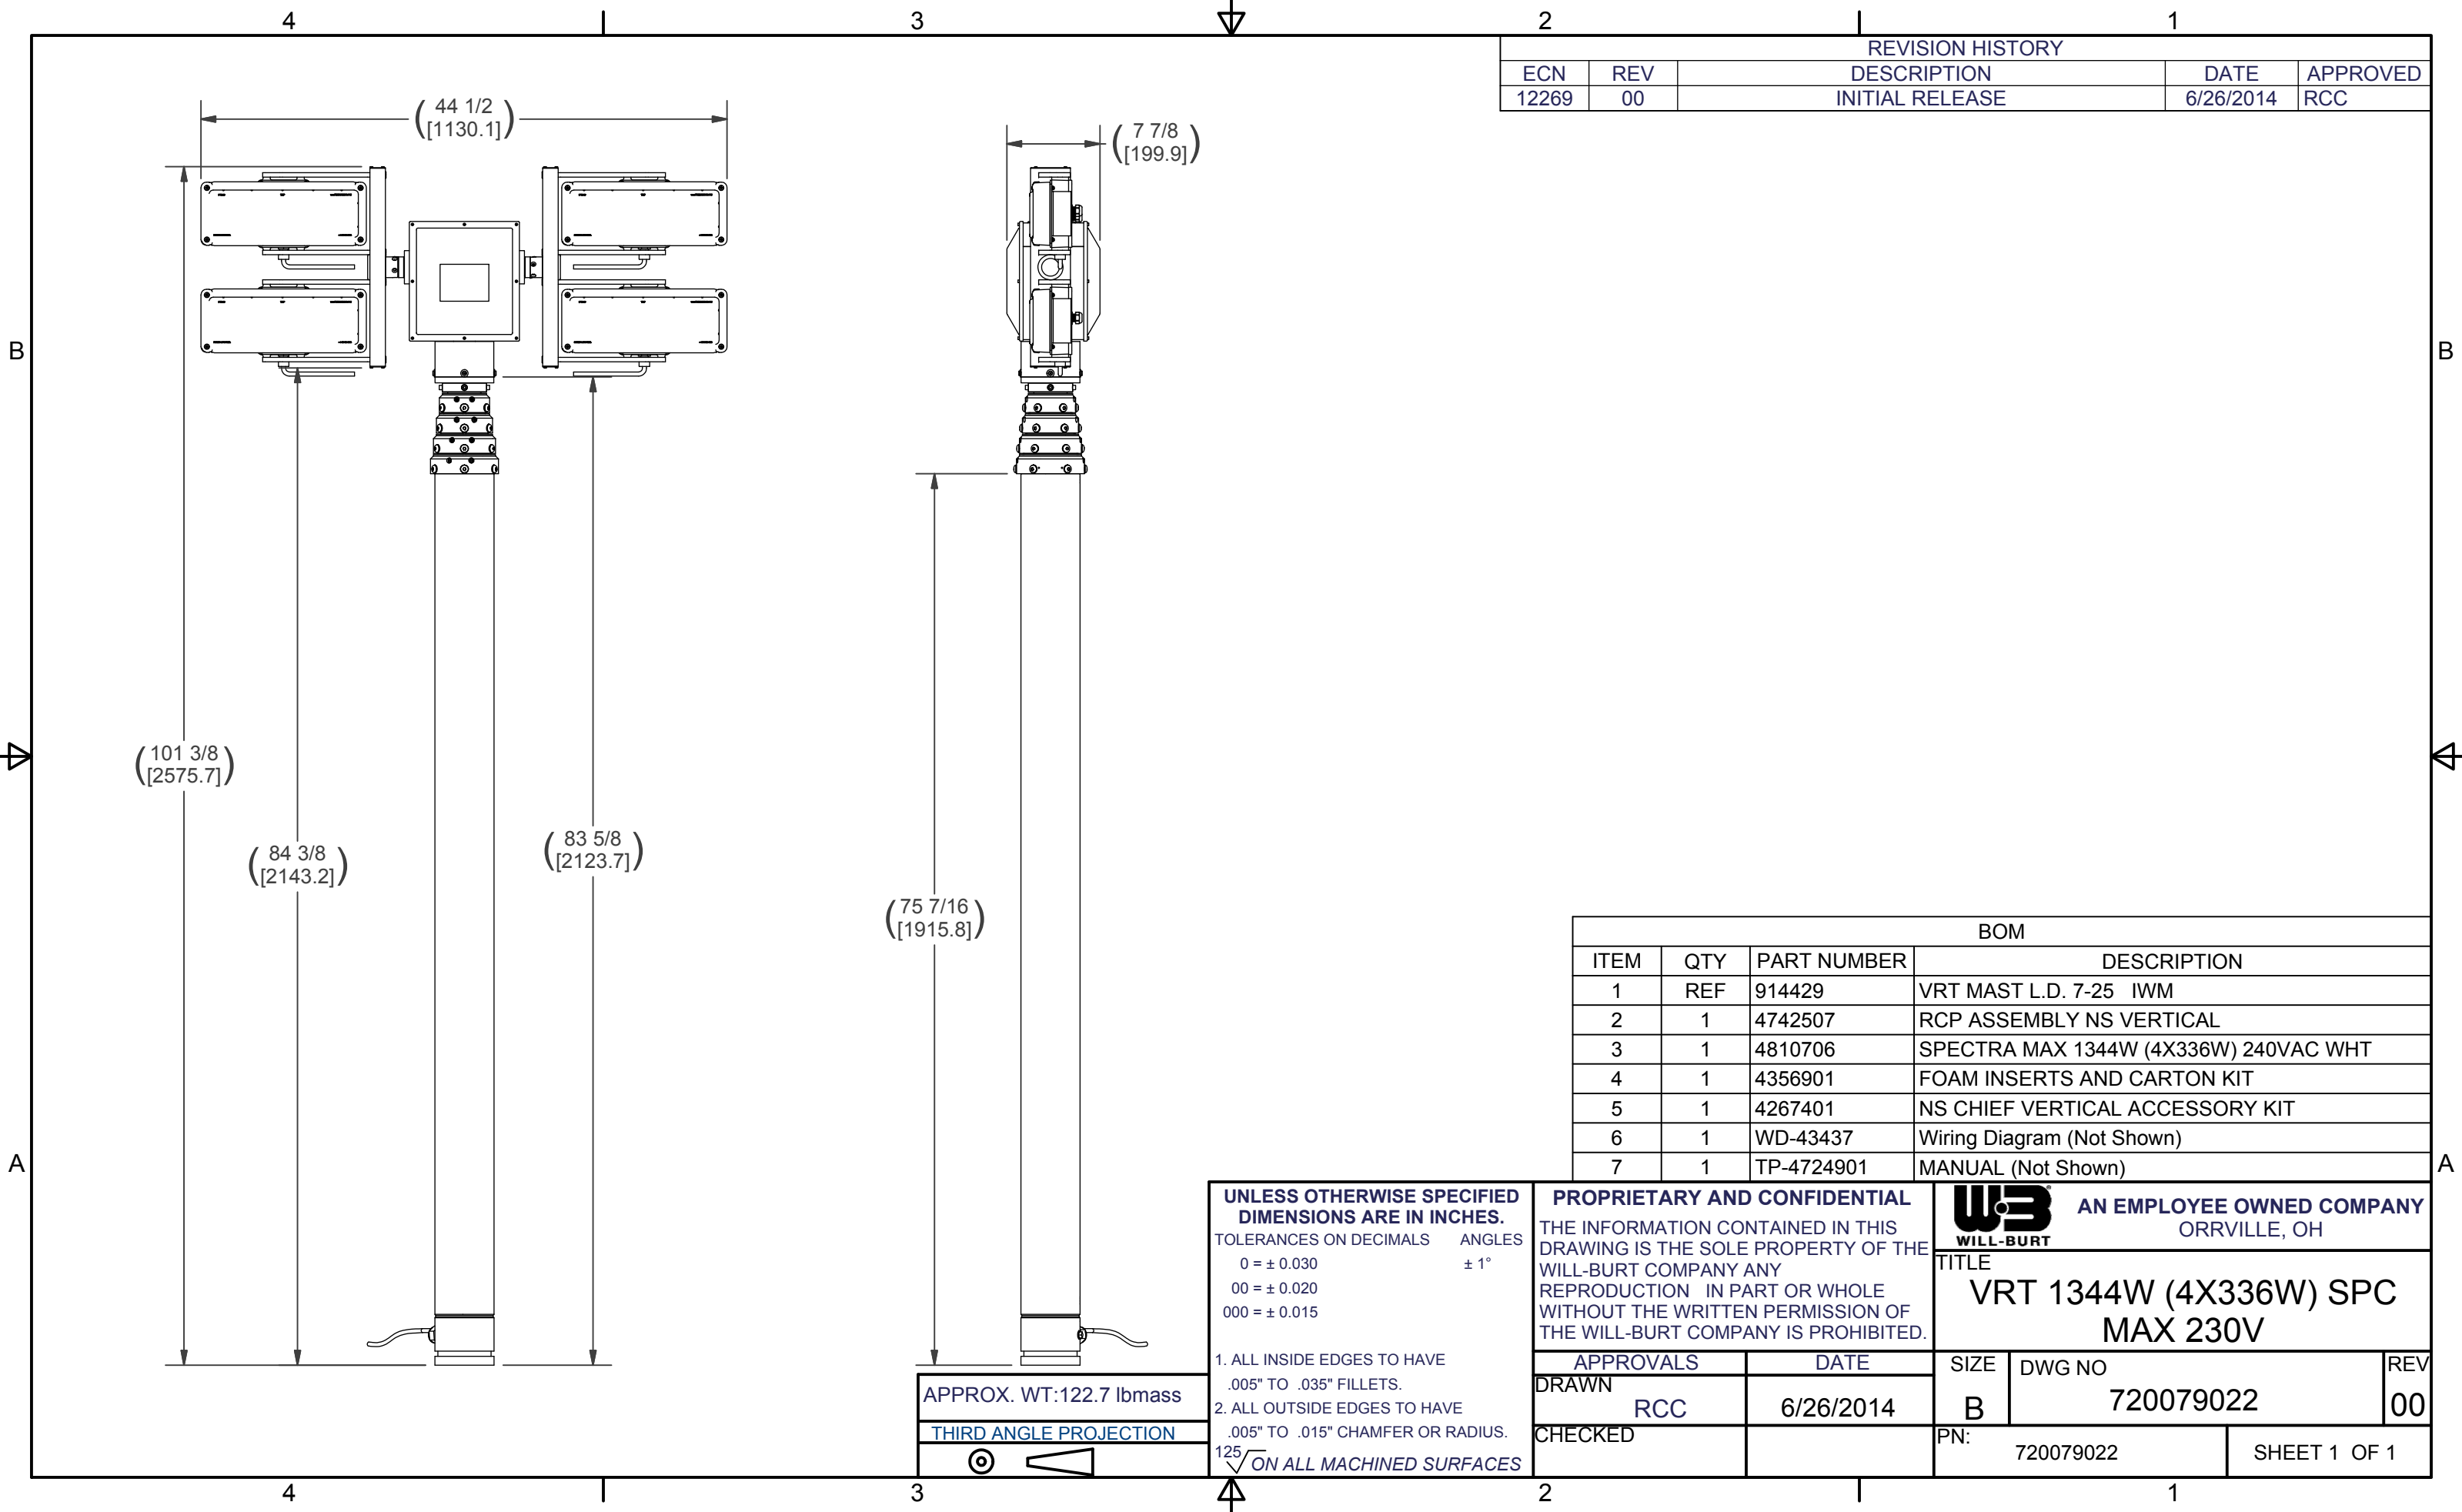 4 3 2 1
REVISION HISTORY
ECN REV DESCRIPTION DATE APPROVED
12269 00 INITIAL RELEASE 6/26/2014 RCC
(44 1/2
[1130.1])
(7 7/8
[199.9])
B B
(101 3/8
[2575.7])
(84 3/8
[2143.2])
(83 5/8
[2123.7])
(75 7/16
[1915.8])
BOM
ITEM QTY PART NUMBER DESCRIPTION
1 REF 914429 VRT MAST L.D. 7-25 IWM
2 1 4742507 RCP ASSEMBLY NS VERTICAL
3 1 4810706 SPECTRA MAX 1344W (4X336W) 240VAC WHT
4 1 4356901 FOAM INSERTS AND CARTON KIT
5 1 4267401 NS CHIEF VERTICAL ACCESSORY KIT
6 1 WD-43437 Wiring Diagram (Not Shown)
7 1 TP-4724901 MANUAL (Not Shown)
A A
APPROX. WT:122.7 lbmass
THIRD ANGLE PROJECTION
UNLESS OTHERWISE SPECIFIED
DIMENSIONS ARE IN INCHES.
TOLERANCES ON DECIMALS ANGLES
0 = ± 0.030 ± 1°
00 = ± 0.020
000 = ± 0.015
1. ALL INSIDE EDGES TO HAVE
.005" TO .035" FILLETS.
2. ALL OUTSIDE EDGES TO HAVE
.005" TO .015" CHAMFER OR RADIUS.
125 ON ALL MACHINED SURFACES
PROPRIETARY AND CONFIDENTIAL
THE INFORMATION CONTAINED IN THIS
DRAWING IS THE SOLE PROPERTY OF THE
WILL-BURT COMPANY ANY
REPRODUCTION IN PART OR WHOLE
WITHOUT THE WRITTEN PERMISSION OF
THE WILL-BURT COMPANY IS PROHIBITED.
APPROVALS DATE
DRAWN
RCC 6/26/2014
CHECKED
WB®
WILL-BURT
AN EMPLOYEE OWNED COMPANY
ORRVILLE, OH
TITLE
VRT 1344W (4X336W) SPC
MAX 230V
SIZE DWG NO REV
B 720079022 00
PN:
720079022 SHEET 1 OF 1
4 3 2 1